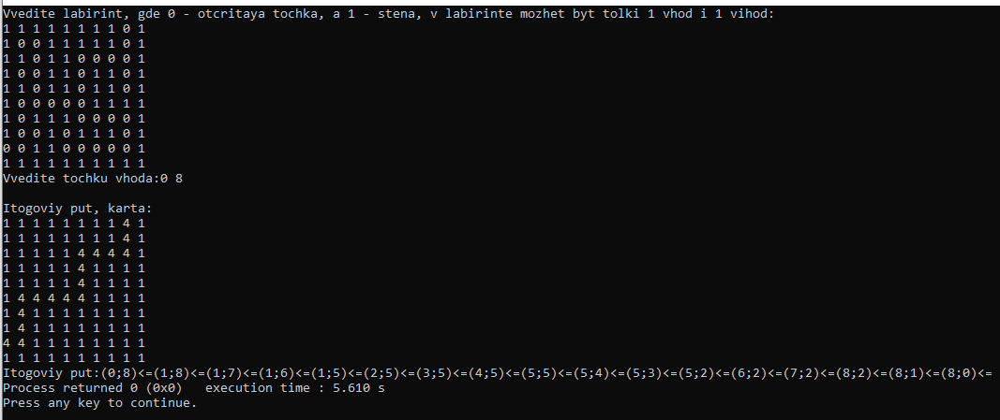 Vvedite labirint, gde 0 - otcritaya tochka, a 1 - stena, v labirinte mozhet byt tolki 1 vhod i 1 vihod:
1 1 1 1 1 1 1 1 0 1
1 0 0 1 1 1 1 1 0 1
1 1 0 1 1 0 0 0 0 1
1 0 0 1 1 0 1 1 0 1
1 1 0 1 1 0 1 1 0 1
1 0 0 0 0 0 1 1 1 1
1 0 1 1 1 0 0 0 0 1
1 0 0 1 0 1 1 1 0 1
0 0 1 1 0 0 0 0 0 1
1 1 1 1 1 1 1 1 1 1
Vvedite tochku vhoda:0 8
Itogoviy put, karta:
1 1 1 1 1 1 1 1 4 1
1 1 1 1 1 1 1 1 4 1
1 1 1 1 1 4 4 4 4 1
1 1 1 1 1 4 1 1 1 1
1 1 1 1 1 4 1 1 1 1
1 4 4 4 4 4 1 1 1 1
1 4 1 1 1 1 1 1 1 1
1 4 1 1 1 1 1 1 1 1
4 4 1 1 1 1 1 1 1 1
1 1 1 1 1 1 1 1 1 1
Itogoviy put:(0;8)<=(1;8)<=(1;7)<=(1;6)<=(1;5)<=(2;5)<=(3;5)<=(4;5)<=(5;5)<=(5;4)<=(5;3)<=(5;2)<=(6;2)<=(7;2)<=(8;2)<=(8;1)<=(8;0)<=
Process returned 0 (0x0)   execution time : 5.610 s
Press any key to continue.